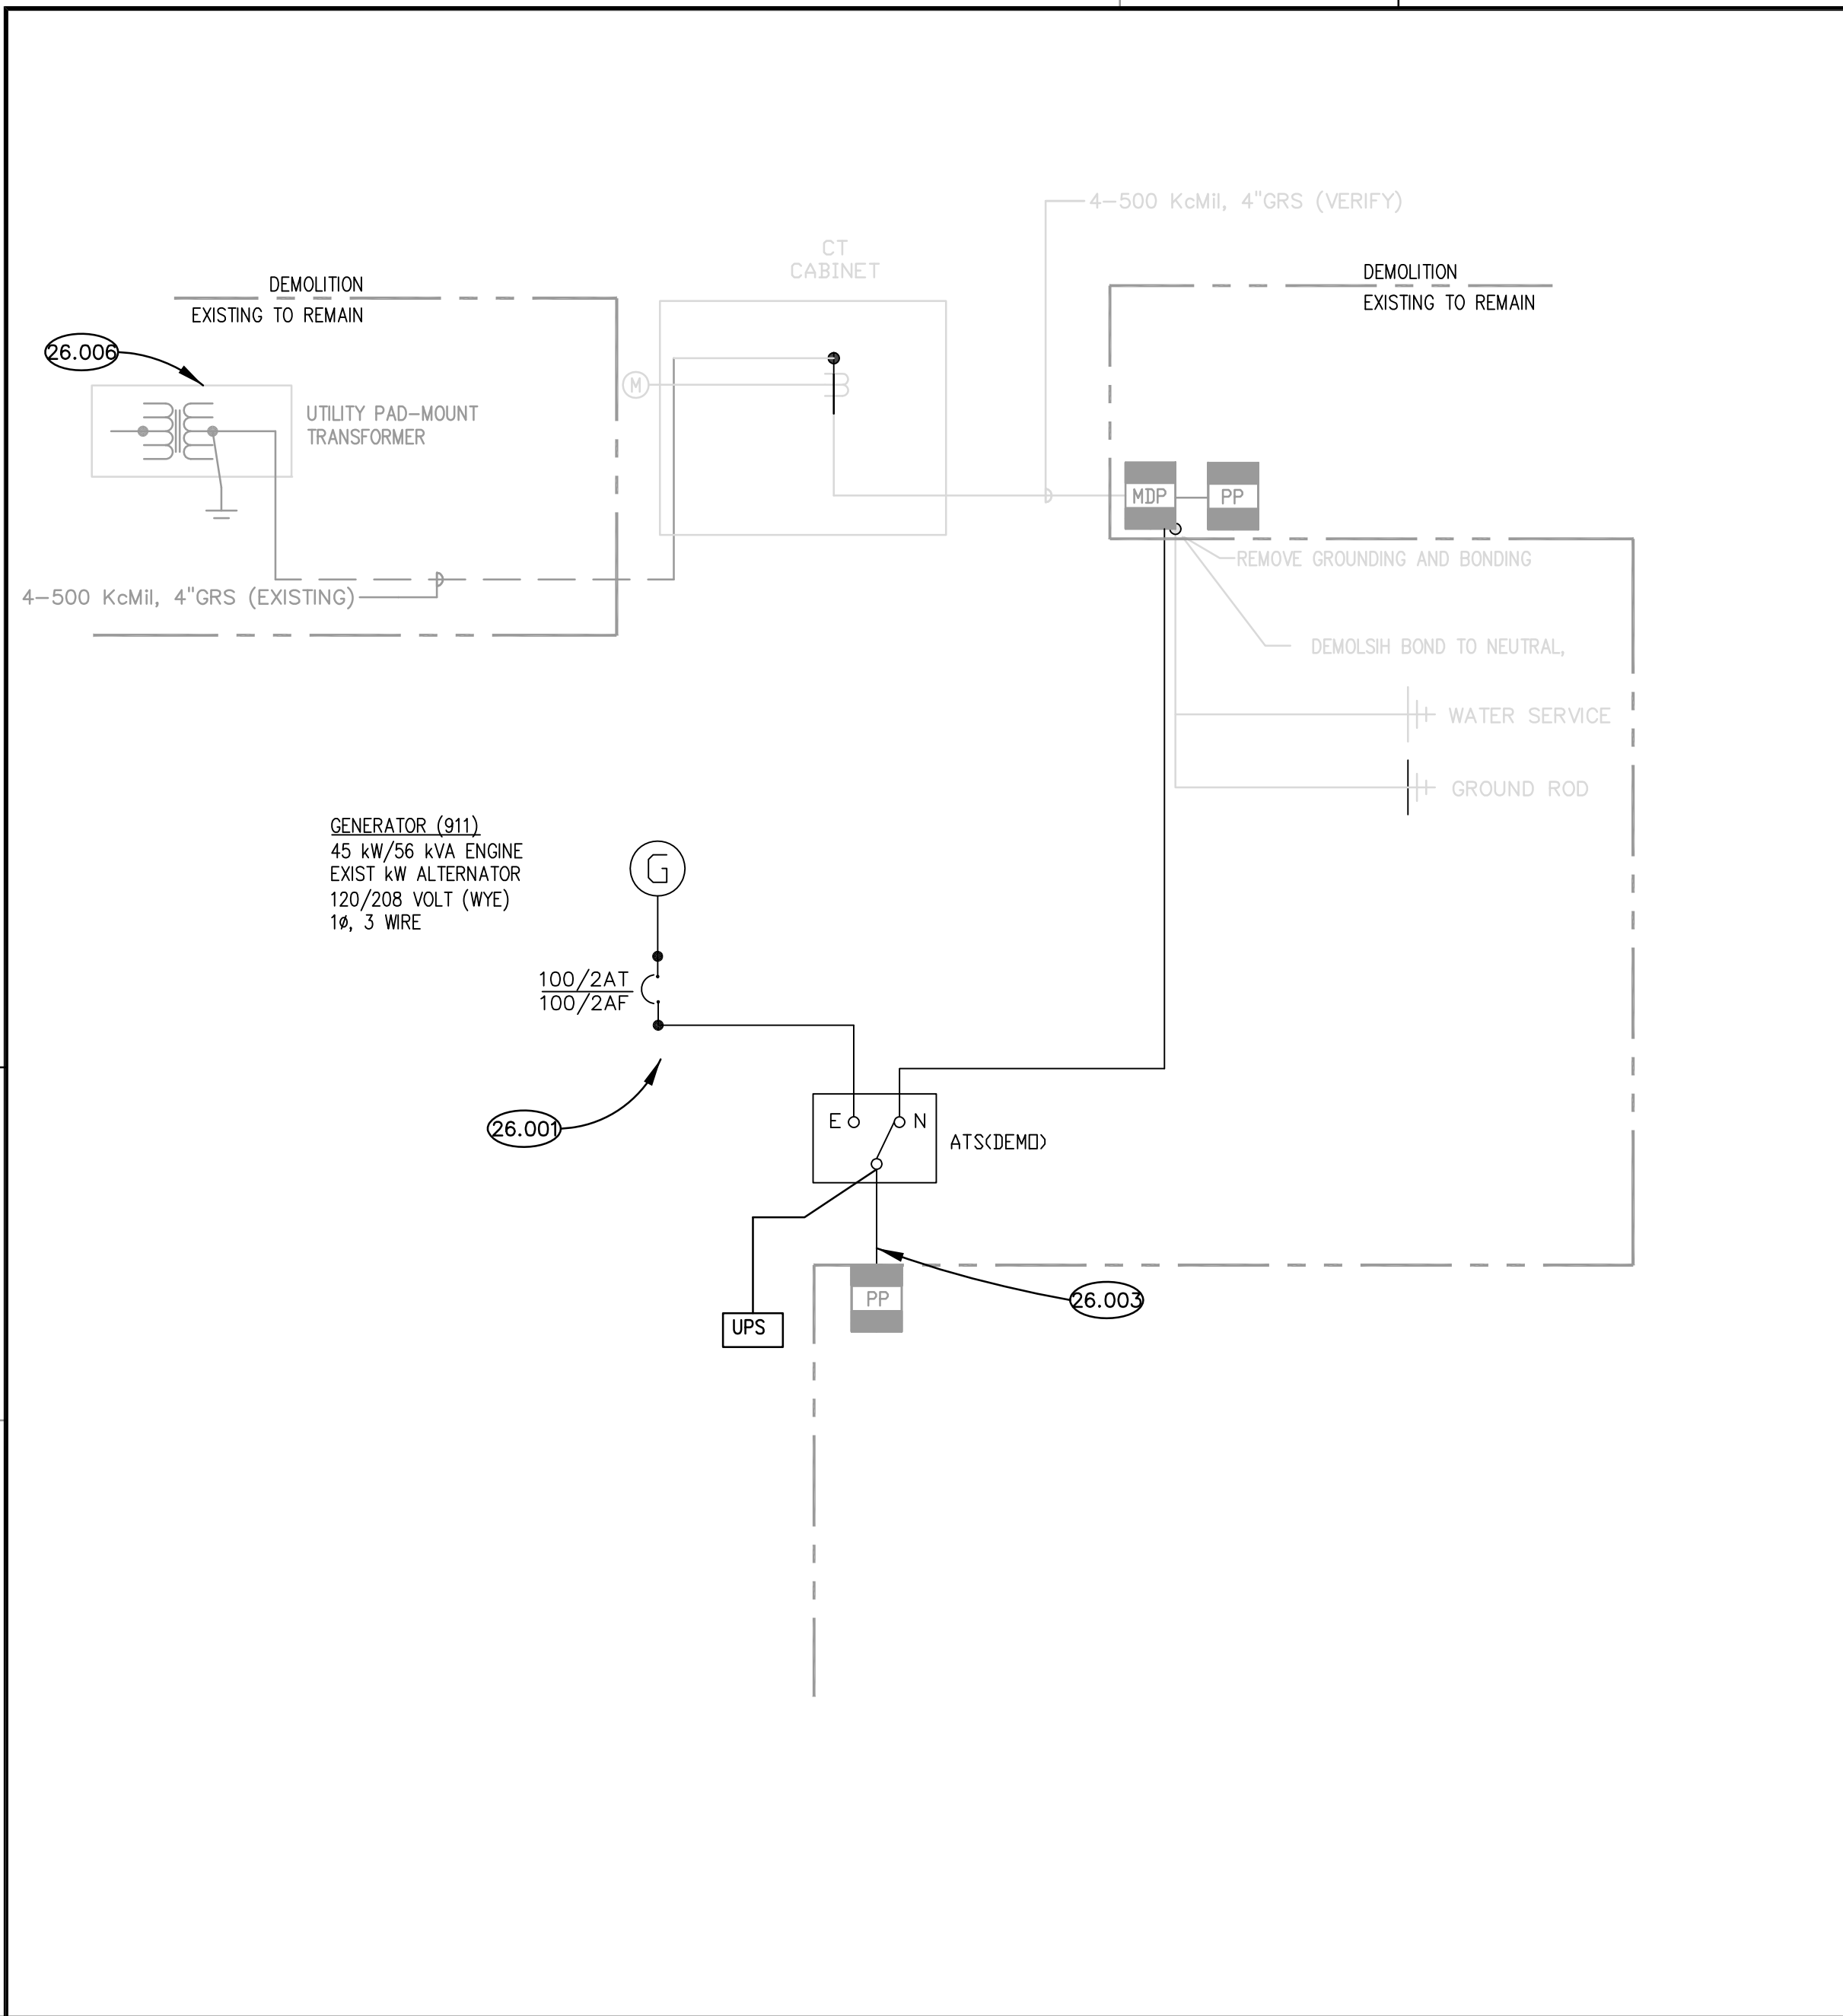 4-500 KcMil, 4"GRS (VERIFY)
CT
CABINET
DEMOLITION
EXISTING TO REMAIN
DEMOLITION
EXISTING TO REMAIN
26.006
M
UTILITY PAD-MOUNT
TRANSFORMER
MDP
PP
REMOVE GROUNDING AND BONDING
4-500 KcMil, 4"GRS (EXISTING)
DEMOLSIH BOND TO NEUTRAL,
WATER SERVICE
GROUND ROD
GENERATOR (911)
45 kW/56 kVA ENGINE
EXIST kW ALTERNATOR
120/208 VOLT (WYE)
1ø, 3 WIRE
G
100/2AT
100/2AF
26.001
E
N
ATS(DEMO)
PP
26.003
UPS